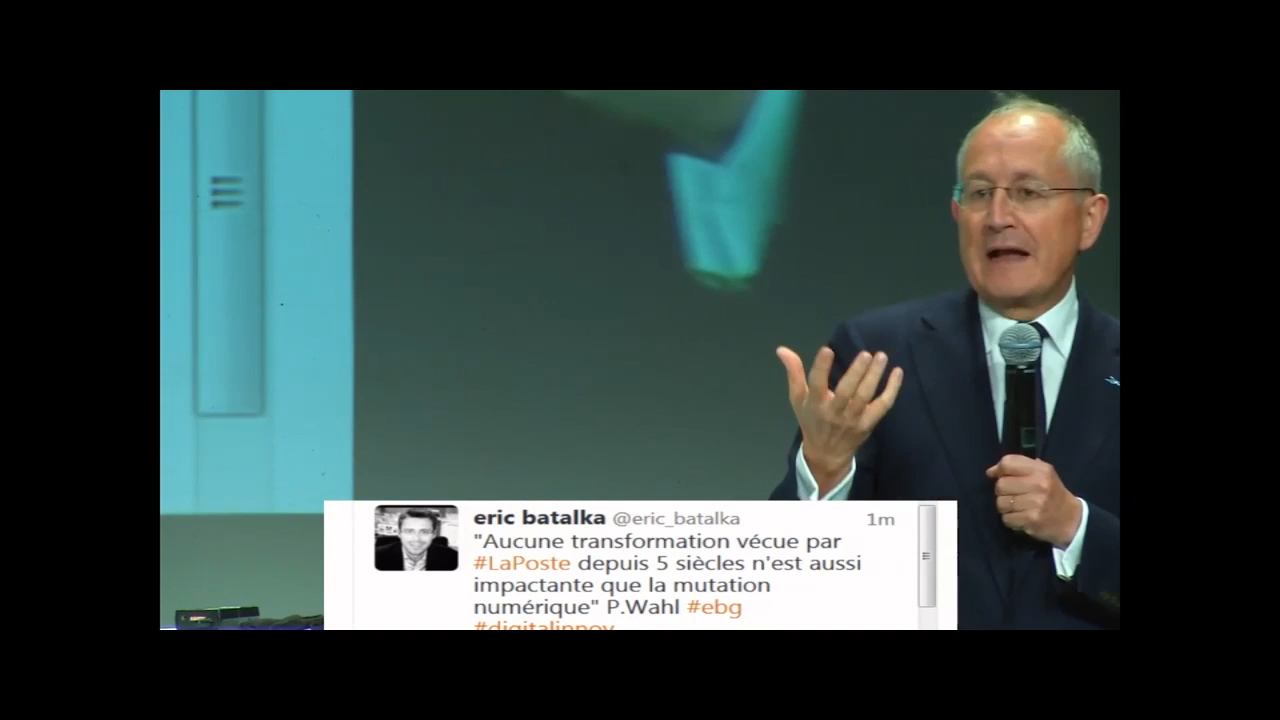 eric batalka @eric_batalka 1m
"Aucune transformation vécue par
#LaPoste depuis 5 siècles n'est aussi
impactante que la mutation
numérique" P.Wahl #ebg
#digitalinnov